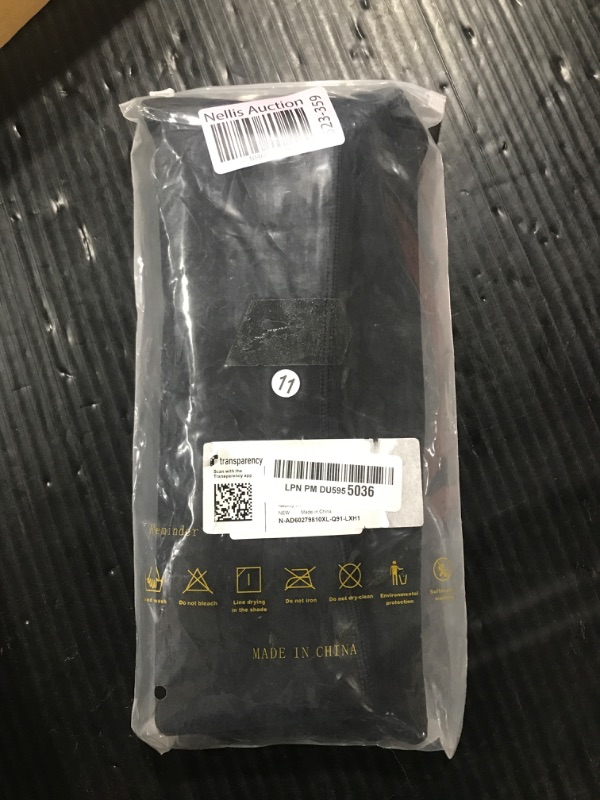 Nellis Auction
23-359
11
transparency
Scan with the
Transparency app
LPN PM DU595 5036
NEW Made in China
N-AD60279810XL-Q91-LXH1
Reminder
Do not bleach
Line drying
in the shade
Do not iron
Do not dry-clean
Environmental
protection
MADE IN CHINA